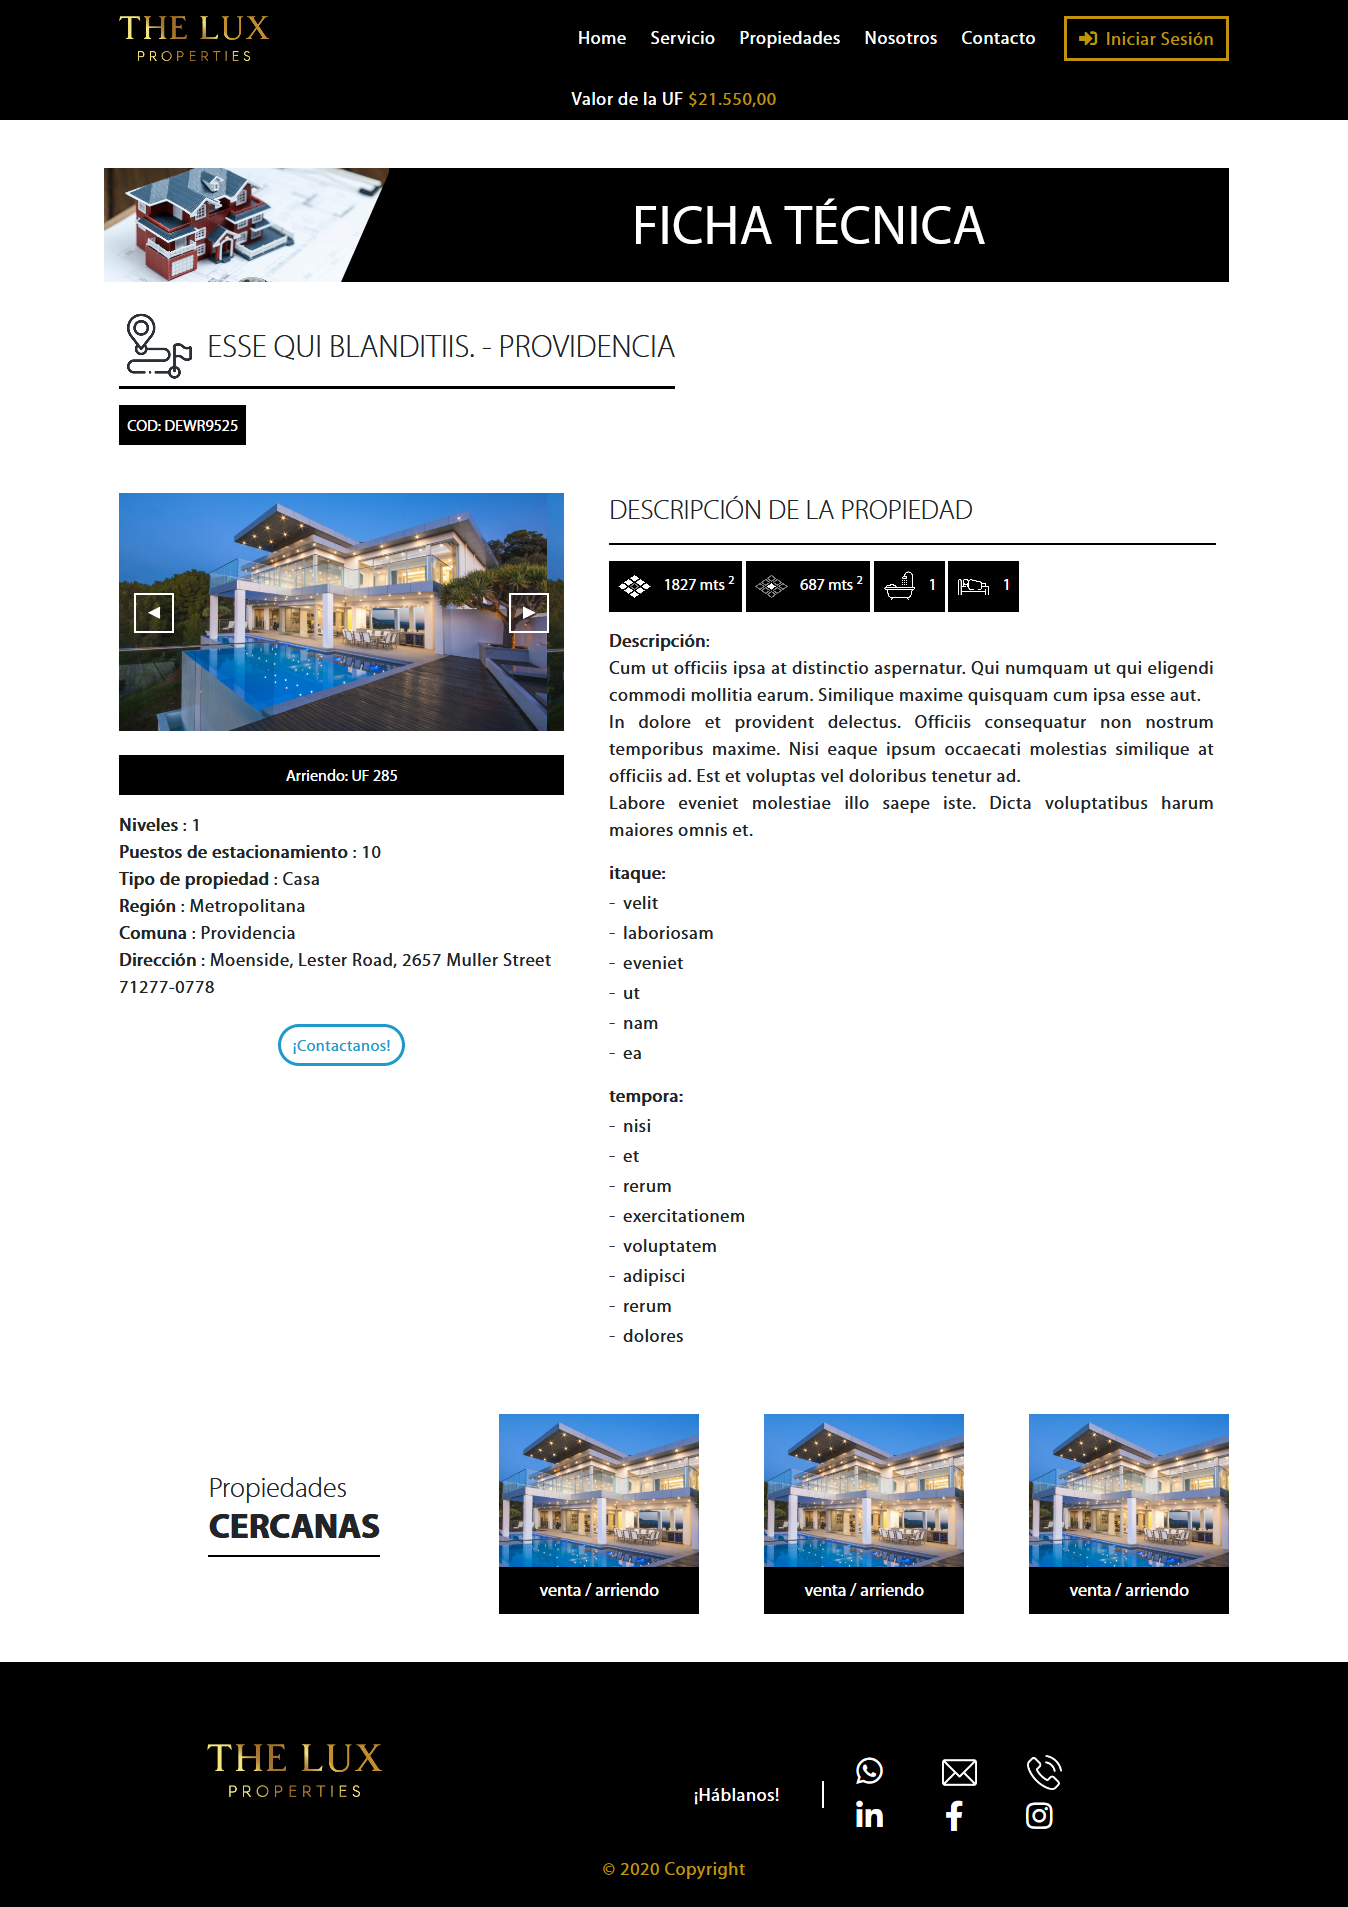 THE LUX
PROPERTIES
Home Servicio Propiedades Nosotros Contacto Iniciar Sesión
Valor de la UF $21.550,00
FICHA TÉCNICA
ESSE QUI BLANDITIIS. - PROVIDENCIA
COD: DEWR9525
Arriendo: UF 285
Niveles : 1
Puestos de estacionamiento : 10
Tipo de propiedad : Casa
Región : Metropolitana
Comuna : Providencia
Dirección : Moenside, Lester Road, 2657 Muller Street
71277-0778
¡Contactanos!
DESCRIPCIÓN DE LA PROPIEDAD
1827 mts 2 687 mts 2 1 1
Descripción:
Cum ut officiis ipsa at distinctio aspernatur. Qui numquam ut qui eligendi
commodi mollitia earum. Similique maxime quisquam cum ipsa esse aut.
In dolore et provident delectus. Officiis consequatur non nostrum
temporibus maxime. Nisi eaque ipsum occaecati molestias similique at
officiis ad. Est et voluptas vel doloribus tenetur ad.
Labore eveniet molestiae illo saepe iste. Dicta voluptatibus harum
maiores omnis et.
itaque:
- velit
- laboriosam
- eveniet
- ut
- nam
- ea
tempora:
- nisi
- et
- rerum
- exercitationem
- voluptatem
- adipisci
- rerum
- dolores
Propiedades
CERCANAS
venta / arriendo
venta / arriendo
venta / arriendo
THE LUX
PROPERTIES
¡Háblanos!
© 2020 Copyright